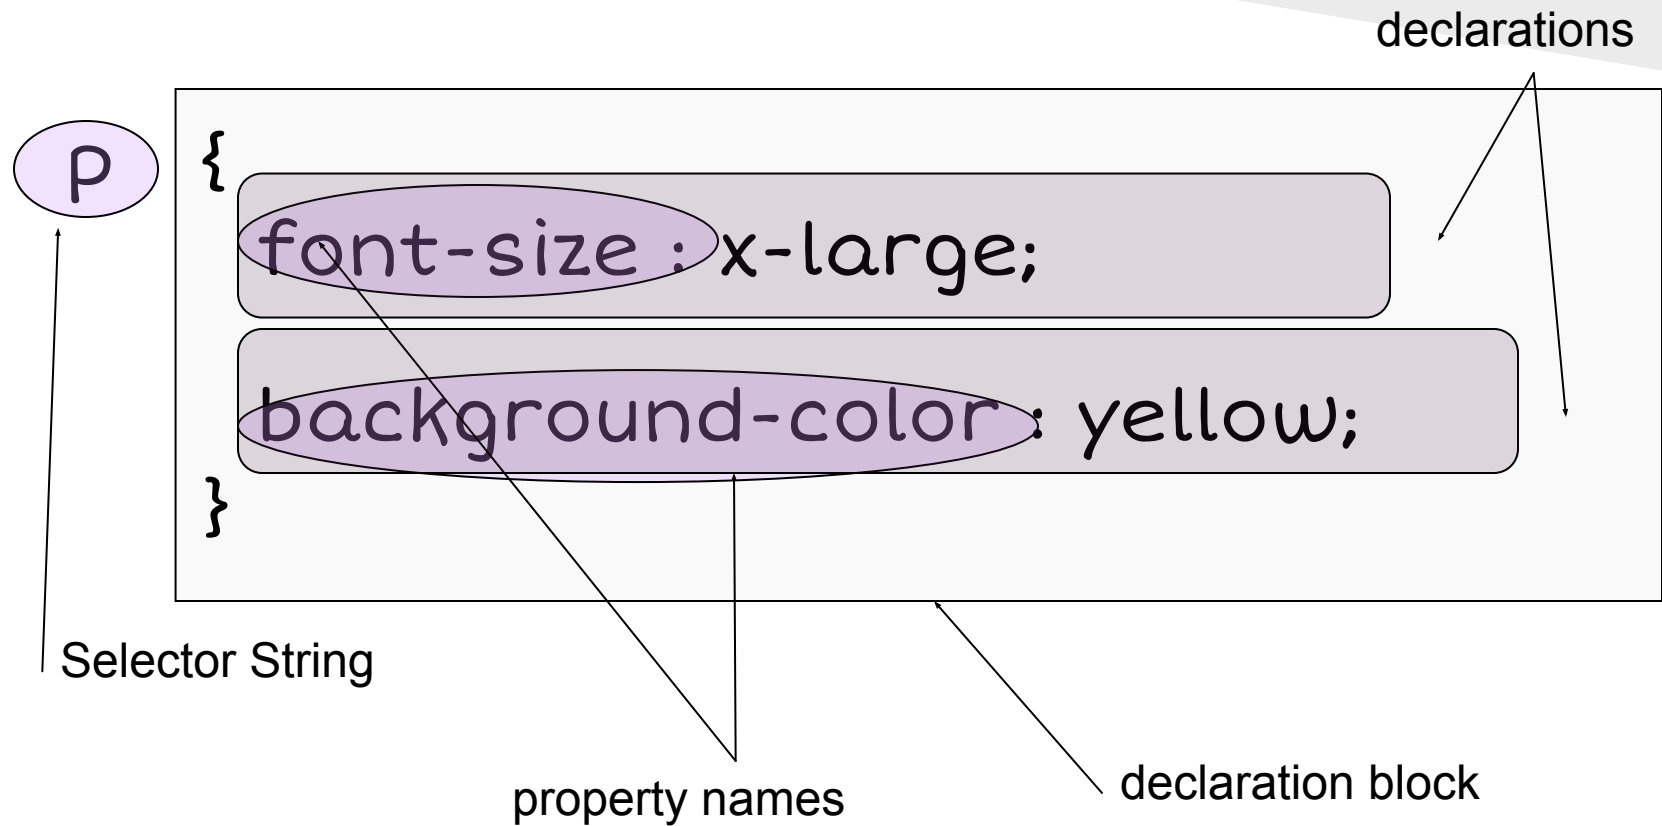 declarations
p
{
font-size : x-large;
background-color : yellow;
}
Selector String
property names
declaration block